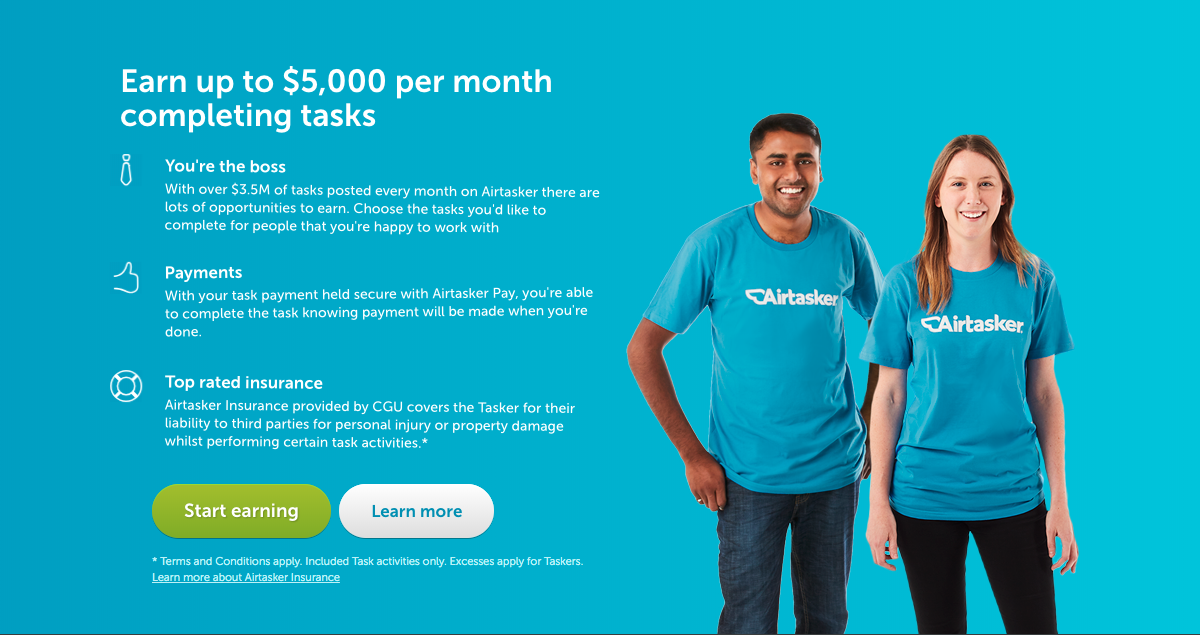 Earn up to $5,000 per month
completing tasks
You're the boss
With over $3.5M of tasks posted every month on Airtasker there are
lots of opportunities to earn. Choose the tasks you'd like to
complete for people that you're happy to work with
Payments
With your task payment held secure with Airtasker Pay, you're able
to complete the task knowing payment will be made when you're
done.
Top rated insurance
Airtasker Insurance provided by CGU covers the Tasker for their
liability to third parties for personal injury or property damage
whilst performing certain task activities.*
Start earning
Learn more
* Terms and Conditions apply. Included Task activities only. Excesses apply for Taskers.
Learn more about Airtasker Insurance
Airtasker
Airtasker